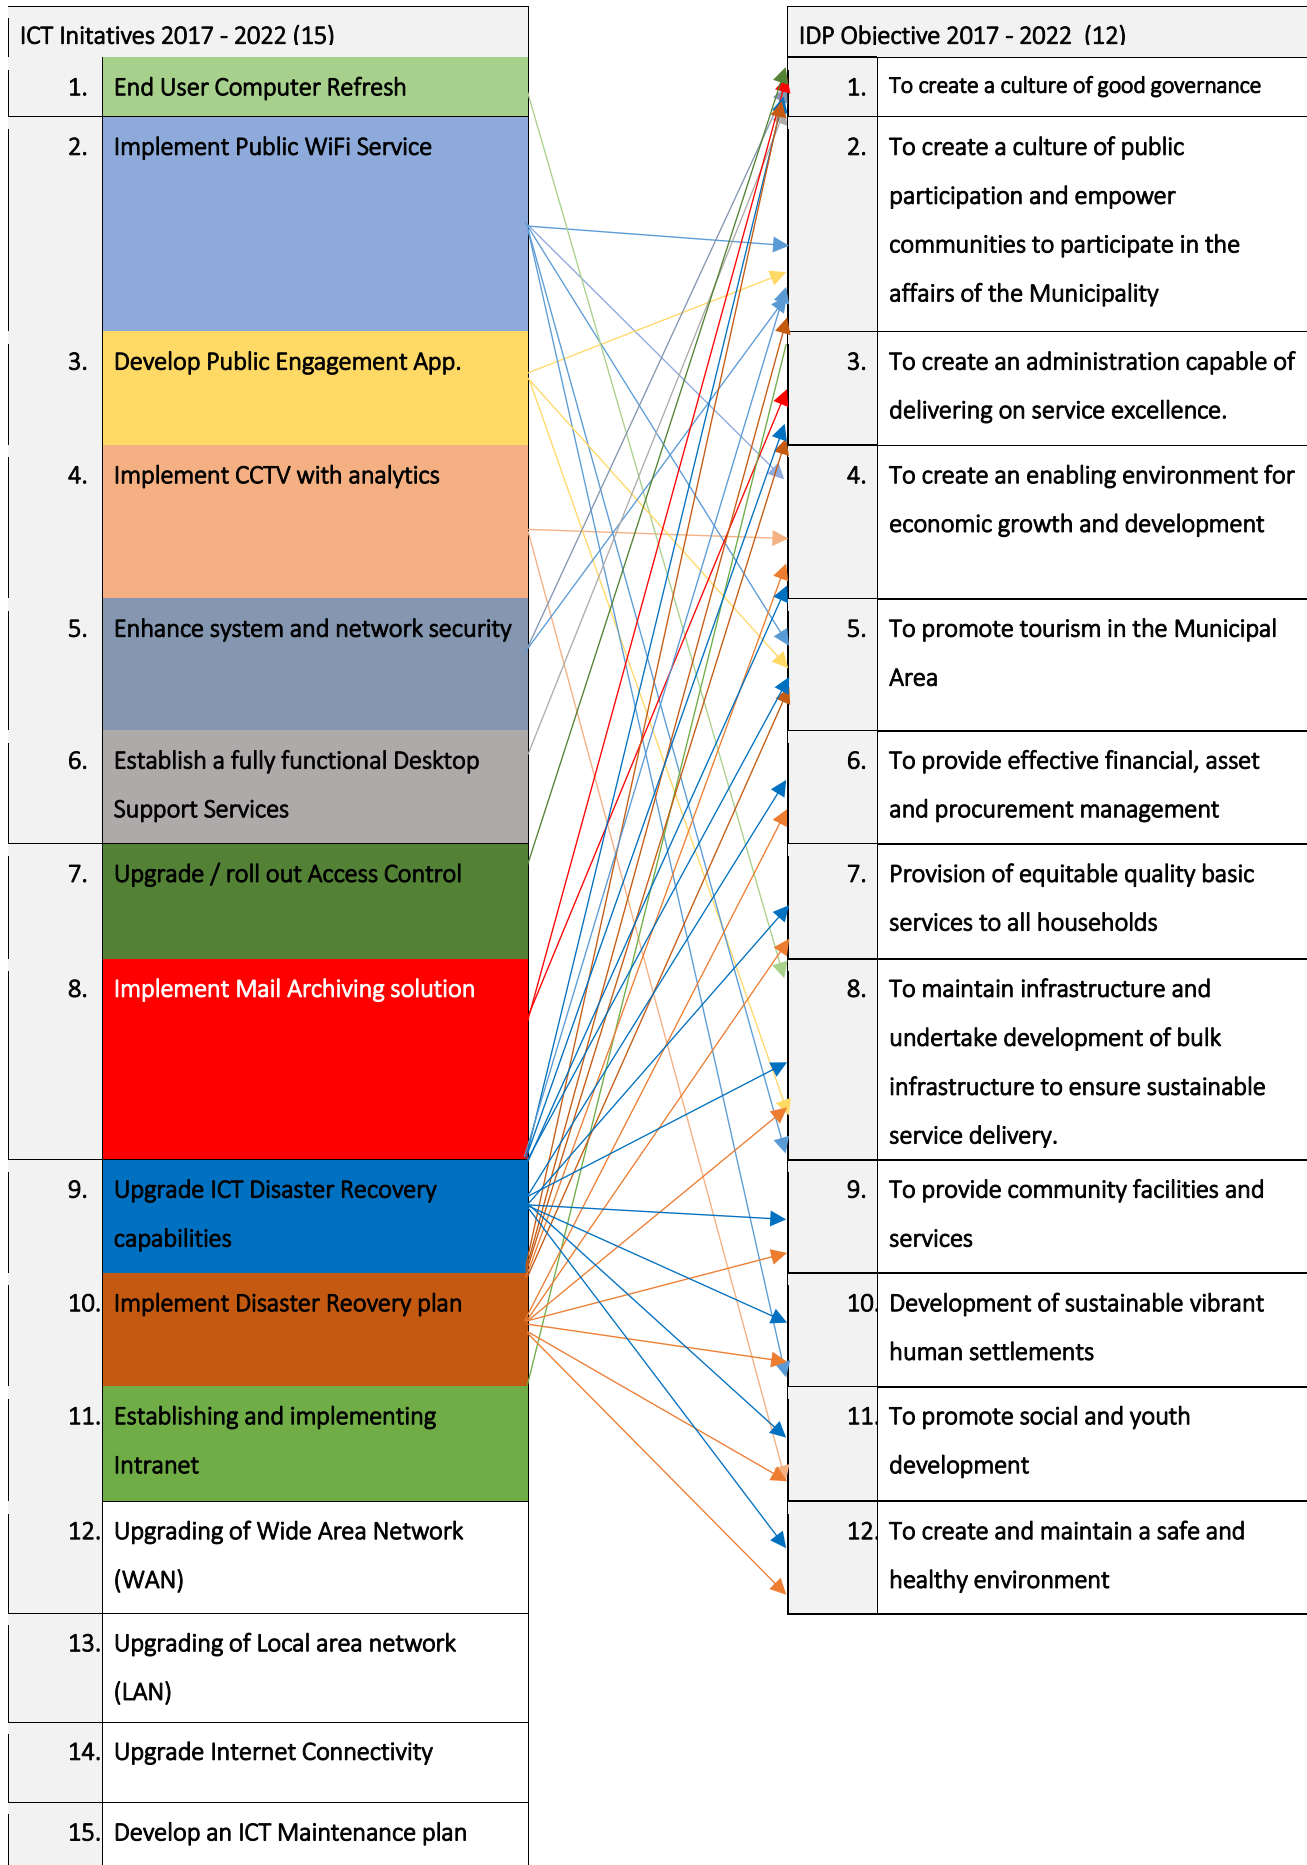 ICT Initatives 2017 - 2022 (15)
1. End User Computer Refresh
2. Implement Public WiFi Service
3. Develop Public Engagement App.
4. Implement CCTV with analytics
5. Enhance system and network security
6. Establish a fully functional Desktop
Support Services
7. Upgrade / roll out Access Control
8. Implement Mail Archiving solution
9. Upgrade ICT Disaster Recovery
capabilities
10. Implement Disaster Reovery plan
11. Establishing and implementing
Intranet
12. Upgrading of Wide Area Network
(WAN)
13. Upgrading of Local area network
(LAN)
14. Upgrade Internet Connectivity
15. Develop an ICT Maintenance plan
IDP Objective 2017 - 2022 (12)
1. To create a culture of good governance
2. To create a culture of public
participation and empower
communities to participate in the
affairs of the Municipality
3. To create an administration capable of
delivering on service excellence.
4. To create an enabling environment for
economic growth and development
5. To promote tourism in the Municipal
Area
6. To provide effective financial, asset
and procurement management
7. Provision of equitable quality basic
services to all households
8. To maintain infrastructure and
undertake development of bulk
infrastructure to ensure sustainable
service delivery.
9. To provide community facilities and
services
10. Development of sustainable vibrant
human settlements
11. To promote social and youth
development
12. To create and maintain a safe and
healthy environment